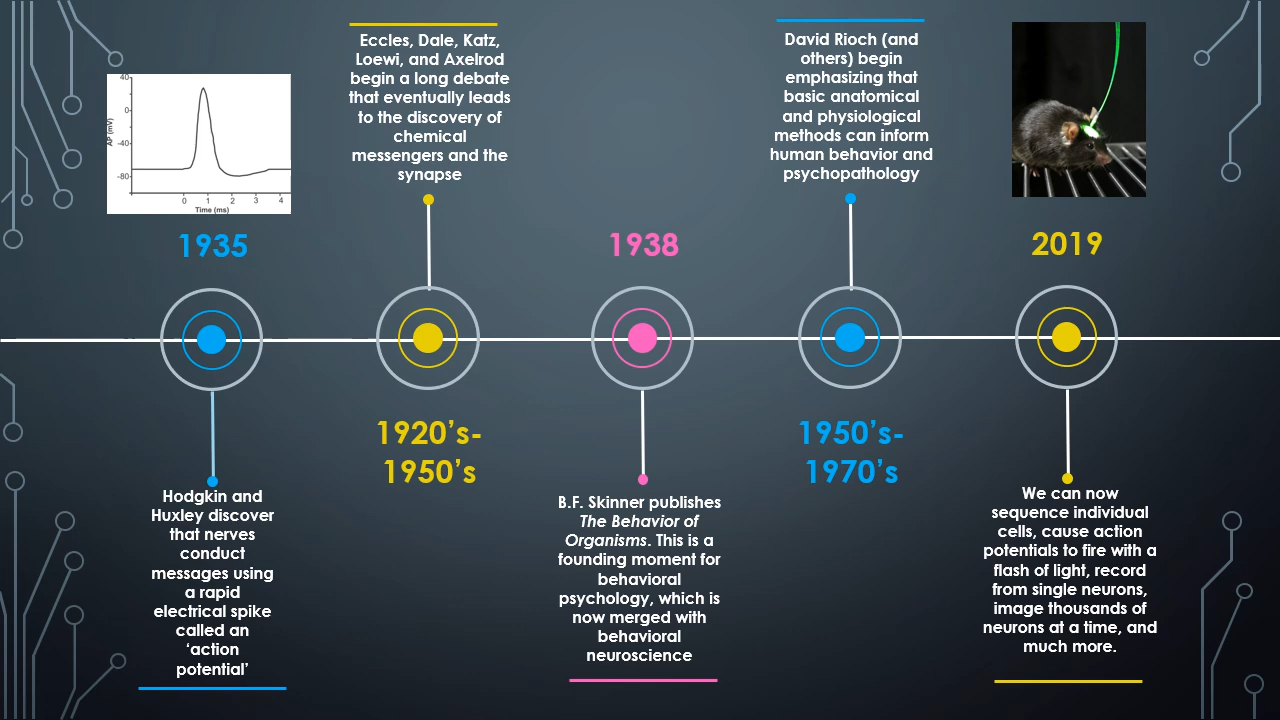 40
0
-40
-80
AP (mV)
0 1 2 3 4
Time (ms)
1935
Hodgkin and
Huxley discover
that nerves
conduct
messages using
a rapid
electrical spike
called an
‘action
potential’
Eccles, Dale, Katz,
Loewi, and Axelrod
begin a long debate
that eventually leads
to the discovery of
chemical
messengers and the
synapse
1920’s-
1950’s
1938
B.F. Skinner publishes
The Behavior of
Organisms. This is a
founding moment for
behavioral
psychology, which is
now merged with
behavioral
neuroscience
David Rioch (and
others) begin
emphasizing that
basic anatomical
and physiological
methods can inform
human behavior and
psychopathology
1950’s-
1970’s
2019
We can now
sequence individual
cells, cause action
potentials to fire with a
flash of light, record
from single neurons,
image thousands of
neurons at a time, and
much more.